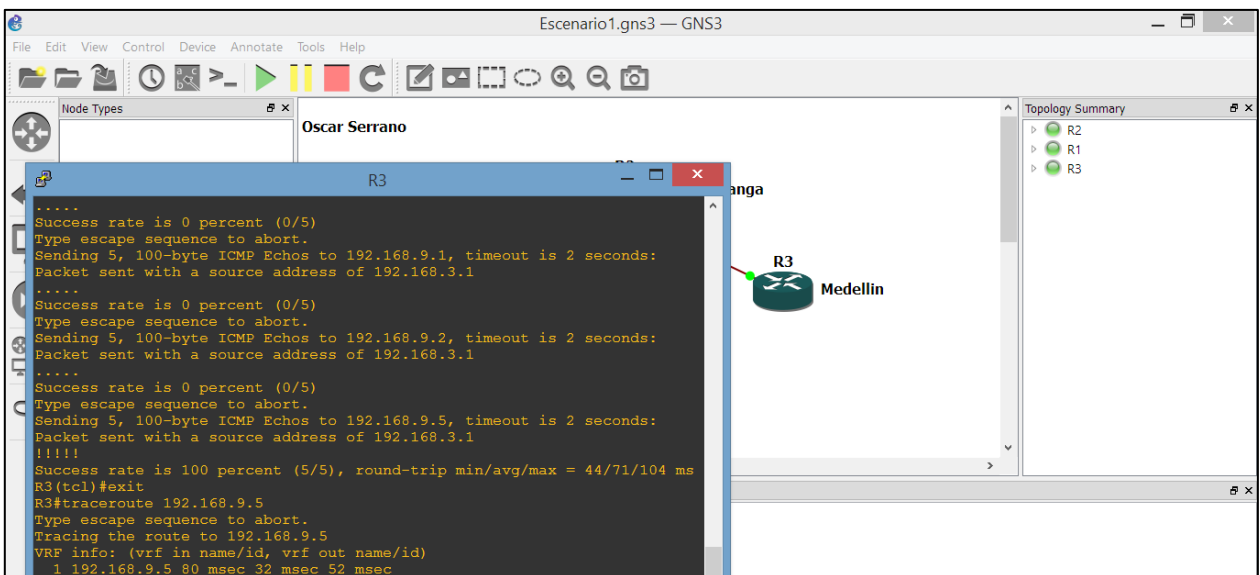 Escenario1.gns3 — GNS3
File Edit View Control Device Annotate Tools Help
Node Types
Oscar Serrano
Topology Summary
R2
R1
R3
R3
anga
R3
Medellin
.....
Success rate is 0 percent (0/5)
Type escape sequence to abort.
Sending 5, 100-byte ICMP Echos to 192.168.9.1, timeout is 2 seconds:
Packet sent with a source address of 192.168.3.1
.....
Success rate is 0 percent (0/5)
Type escape sequence to abort.
Sending 5, 100-byte ICMP Echos to 192.168.9.2, timeout is 2 seconds:
Packet sent with a source address of 192.168.3.1
.....
Success rate is 0 percent (0/5)
Type escape sequence to abort.
Sending 5, 100-byte ICMP Echos to 192.168.9.5, timeout is 2 seconds:
Packet sent with a source address of 192.168.3.1
!!!!!
Success rate is 100 percent (5/5), round-trip min/avg/max = 44/71/104 ms
R3(tcl)#exit
R3#traceroute 192.168.9.5
Type escape sequence to abort.
Tracing the route to 192.168.9.5
VRF info: (vrf in name/id, vrf out name/id)
1 192.168.9.5 80 msec 32 msec 52 msec